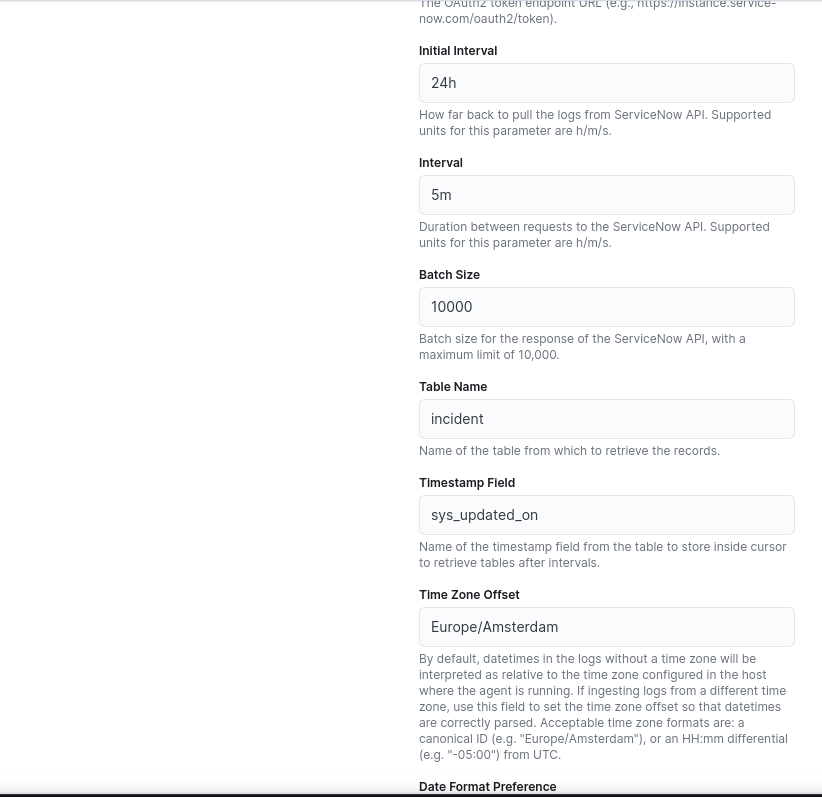 The OAuth2 token endpoint URL (e.g., https://instance.service-
now.com/oauth2/token).
Initial Interval
24h
How far back to pull the logs from ServiceNow API. Supported
units for this parameter are h/m/s.
Interval
5m
Duration between requests to the ServiceNow API. Supported
units for this parameter are h/m/s.
Batch Size
10000
Batch size for the response of the ServiceNow API, with a
maximum limit of 10,000.
Table Name
incident
Name of the table from which to retrieve the records.
Timestamp Field
sys_updated_on
Name of the timestamp field from the table to store inside cursor
to retrieve tables after intervals.
Time Zone Offset
Europe/Amsterdam
By default, datetimes in the logs without a time zone will be
interpreted as relative to the time zone configured in the host
where the agent is running. If ingesting logs from a different time
zone, use this field to set the time zone offset so that datetimes
are correctly parsed. Acceptable time zone formats are: a
canonical ID (e.g. "Europe/Amsterdam"), or an HH:mm differential
(e.g. "-05:00") from UTC.
Date Format Preference